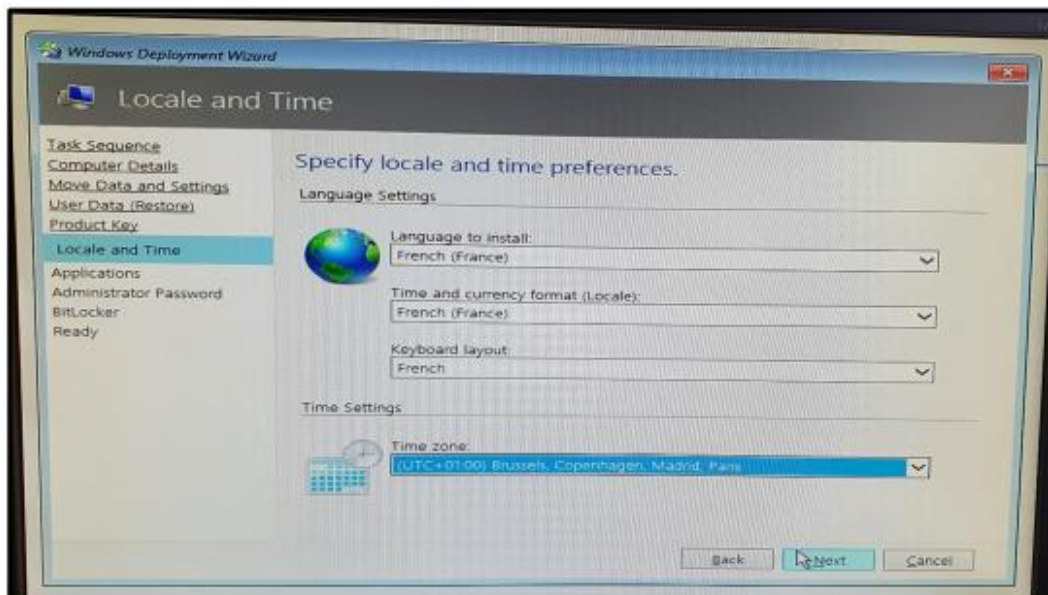 Windows Deployment Wizard
Locale and Time
Task Sequence
Computer Details
Move Data and Settings
User Data (Restore)
Product Key
Locale and Time
Applications
Administrator Password
BitLocker
Ready
Specify locale and time preferences.
Language Settings
Language to install:
French (France)
Time and currency format (Locale):
French (France)
Keyboard layout:
French
Time Settings
Time zone:
(UTC+01:00) Brussels, Copenhagen, Madrid, Paris
Back Next Cancel